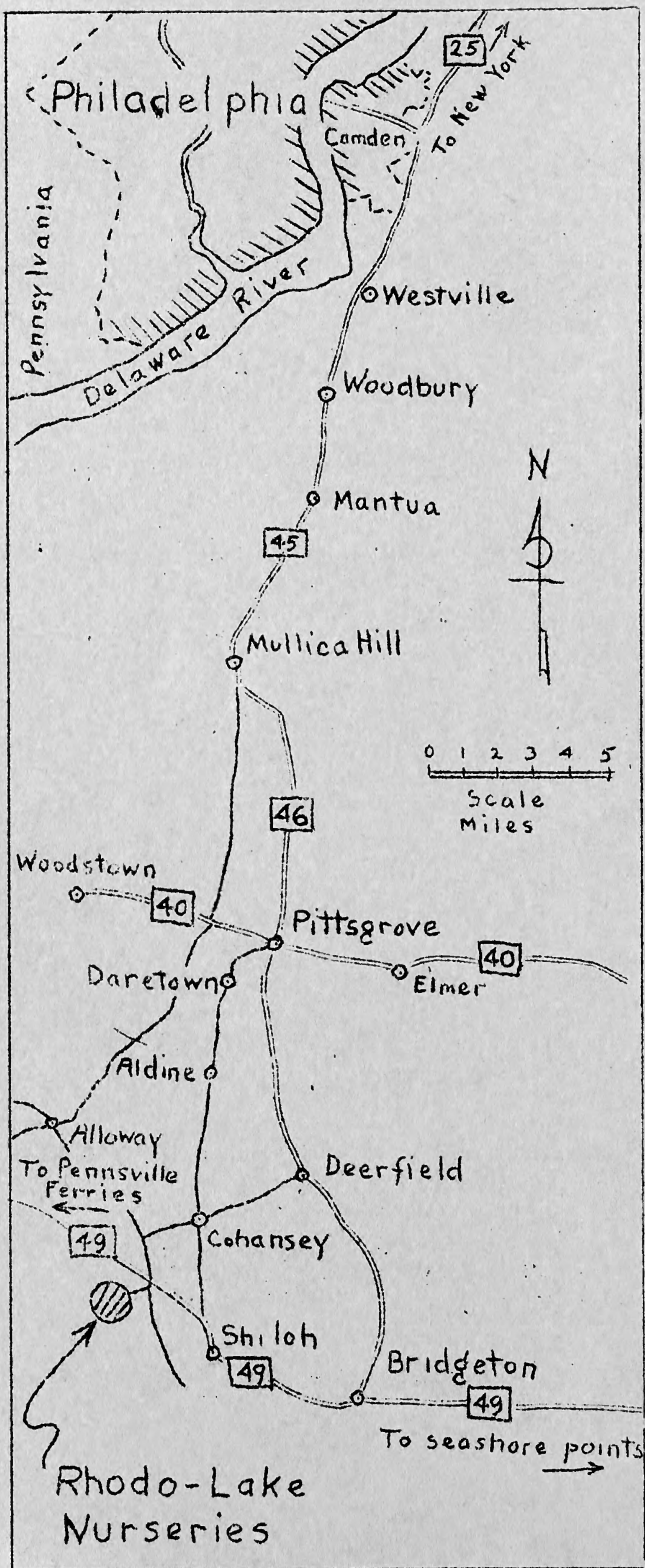 25
To New York
Philadelphia
Camden
Pennsylvania
Delaware River
Westville
Woodbury
N
Mantua
45
Mullica Hill
0 1 2 3 4 5
Scale
Miles
46
Woodstown
40
Pittsgrove
40
Daretown
Elmer
Aldine
Alloway
To Pennsville
Ferries
Deerfield
49
Cohansey
Shiloh
49
Bridgeton
49
To seashore points
Rhodo-Lake
Nurseries